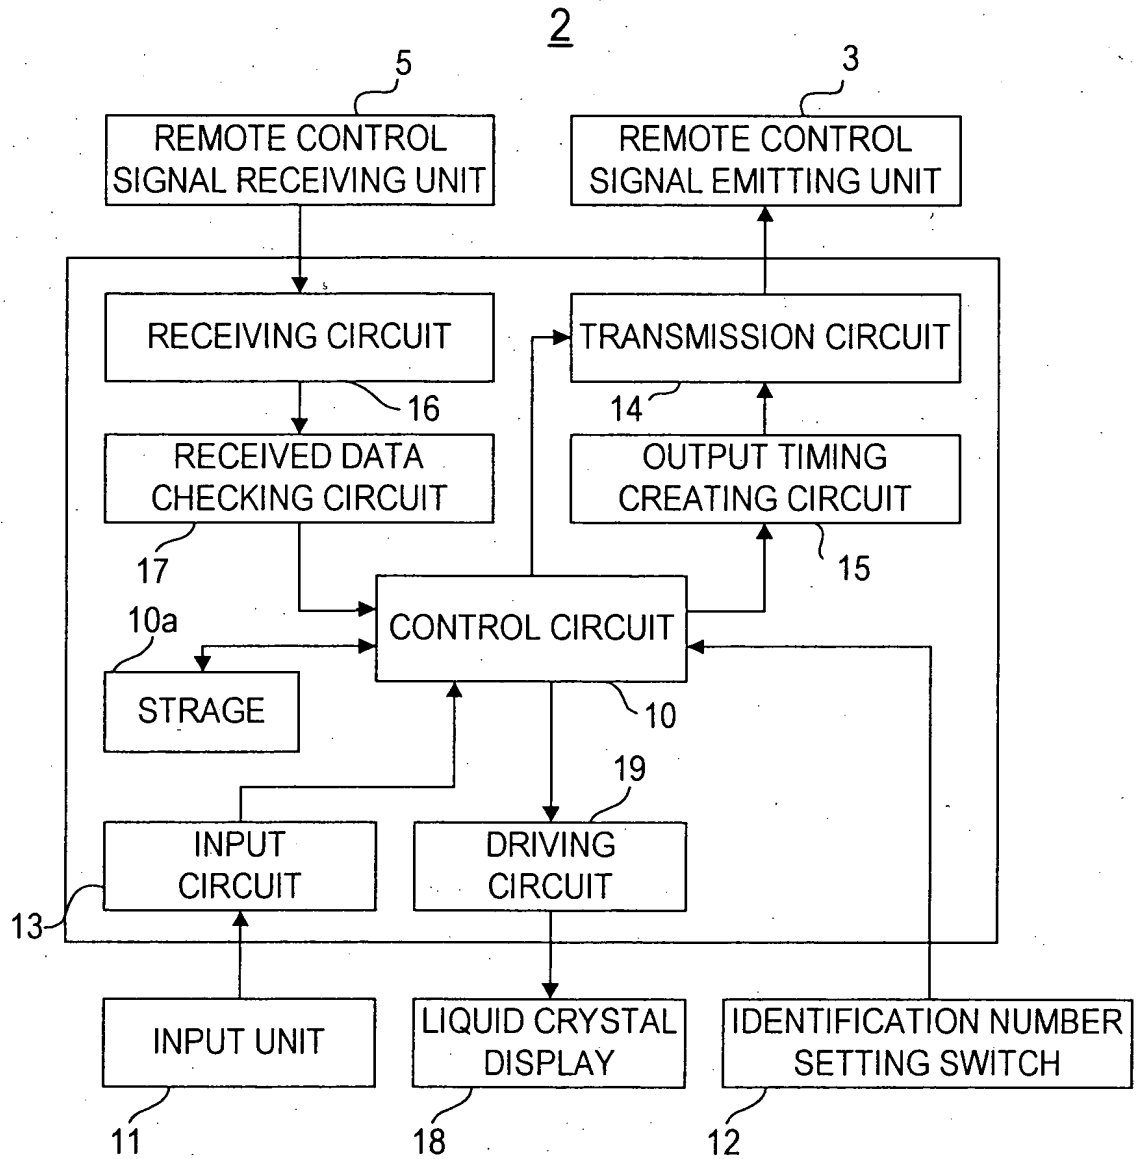 2
5
3
REMOTE CONTROL
SIGNAL RECEIVING UNIT
REMOTE CONTROL
SIGNAL EMITTING UNIT
RECEIVING CIRCUIT
TRANSMISSION CIRCUIT
16
14
RECEIVED DATA
CHECKING CIRCUIT
OUTPUT TIMING
CREATING CIRCUIT
17
15
10a
CONTROL CIRCUIT
STRAGE
10
19
INPUT
CIRCUIT
DRIVING
CIRCUIT
13
INPUT UNIT
LIQUID CRYSTAL
DISPLAY
IDENTIFICATION NUMBER
SETTING SWITCH
11
18
12